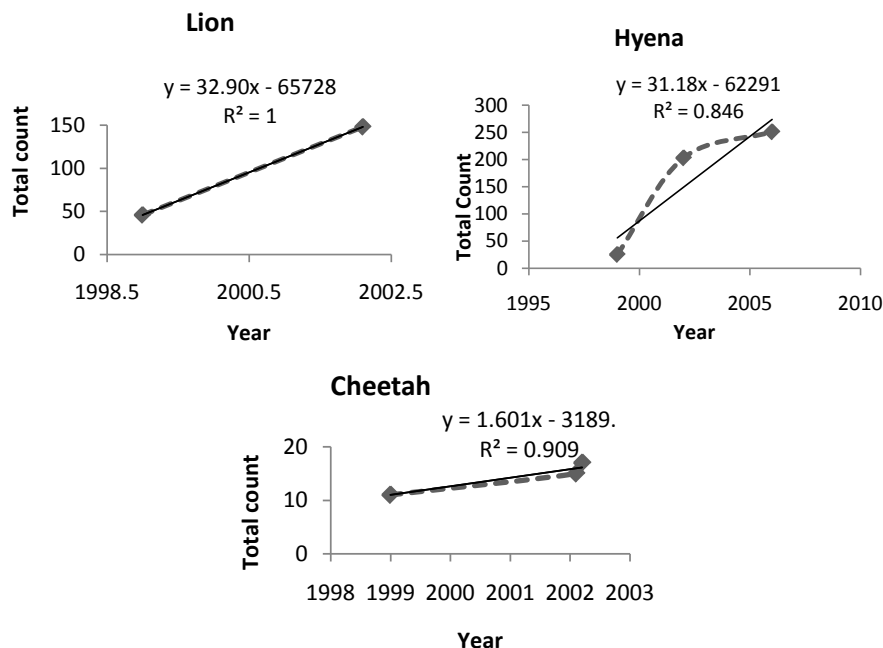 Lion
y = 32.90x - 65728
R² = 1
Total count
150
100
50
0
1998.5 2000.5 2002.5
Year
Hyena
y = 31.18x - 62291
R² = 0.846
Total Count
300
250
200
150
100
50
0
1995 2000 2005 2010
Year
Cheetah
y = 1.601x - 3189.
R² = 0.909
Total count
20
10
0
1998 1999 2000 2001 2002 2003
Year